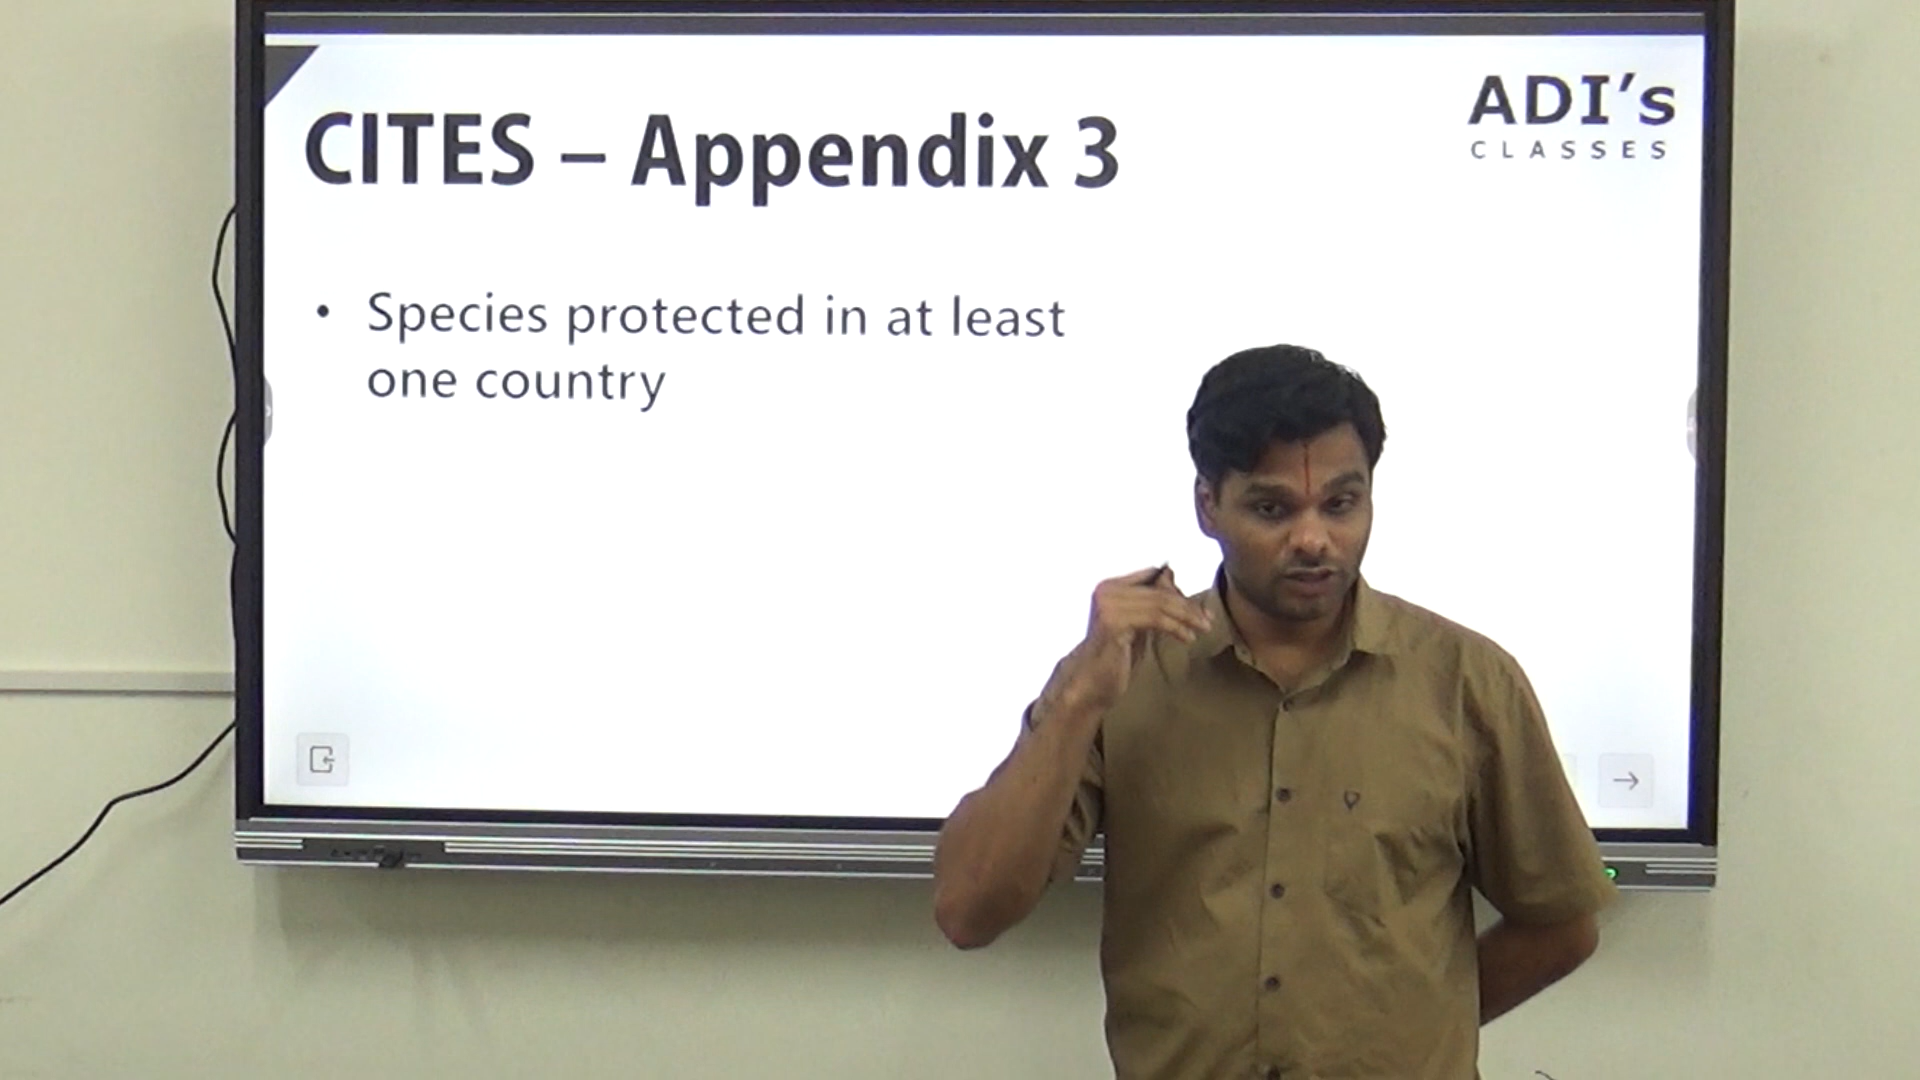 CITES – Appendix 3
ADI's
CLASSES
• Species protected in at least
one country